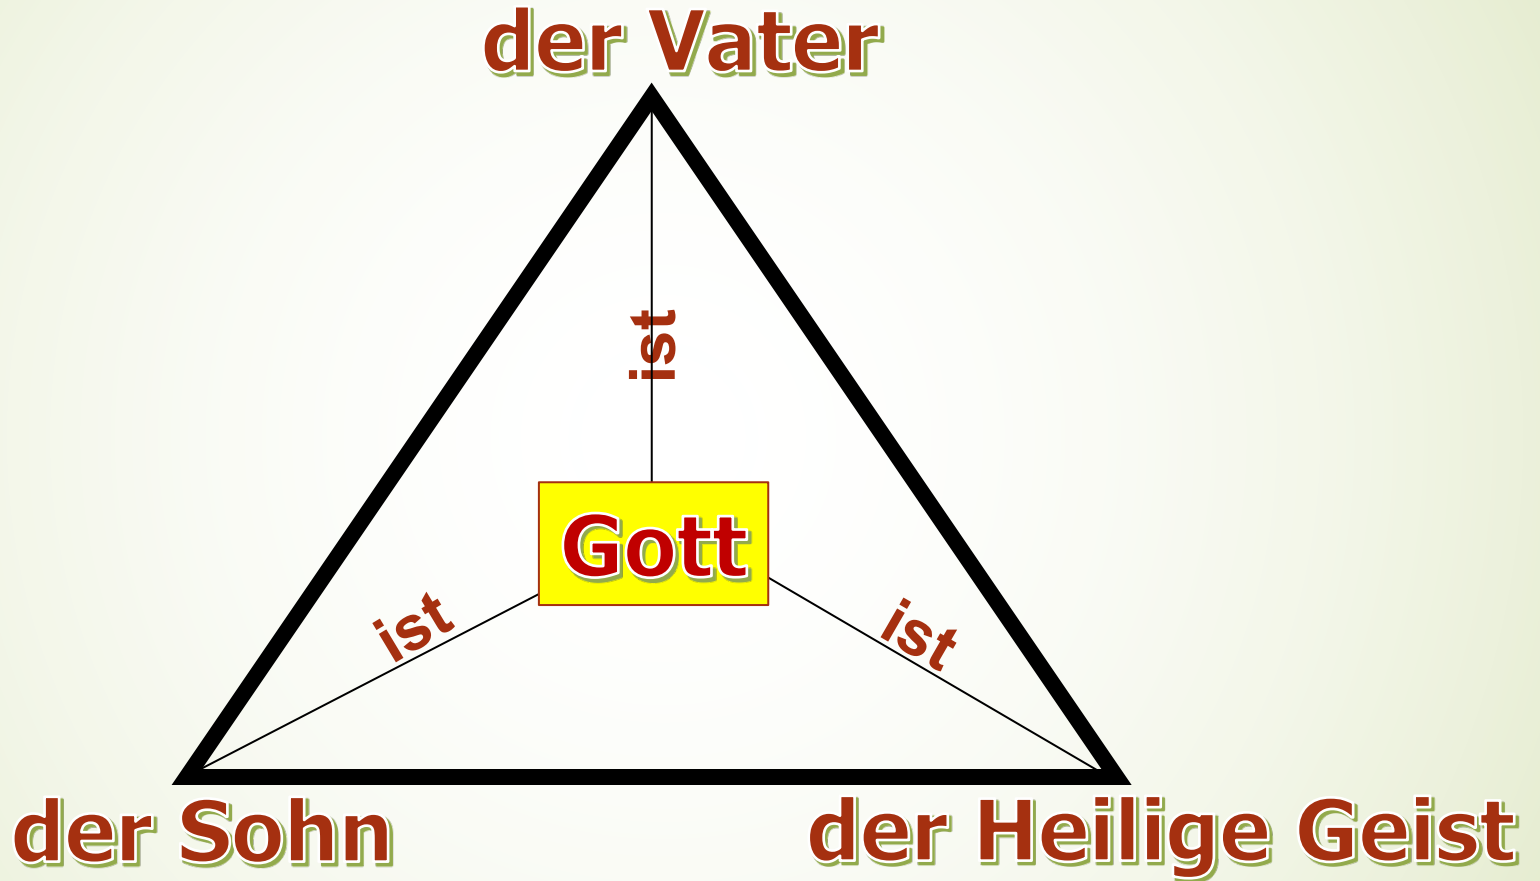 der Vater
ist
Gott
ist
ist
der Sohn
der Heilige Geist